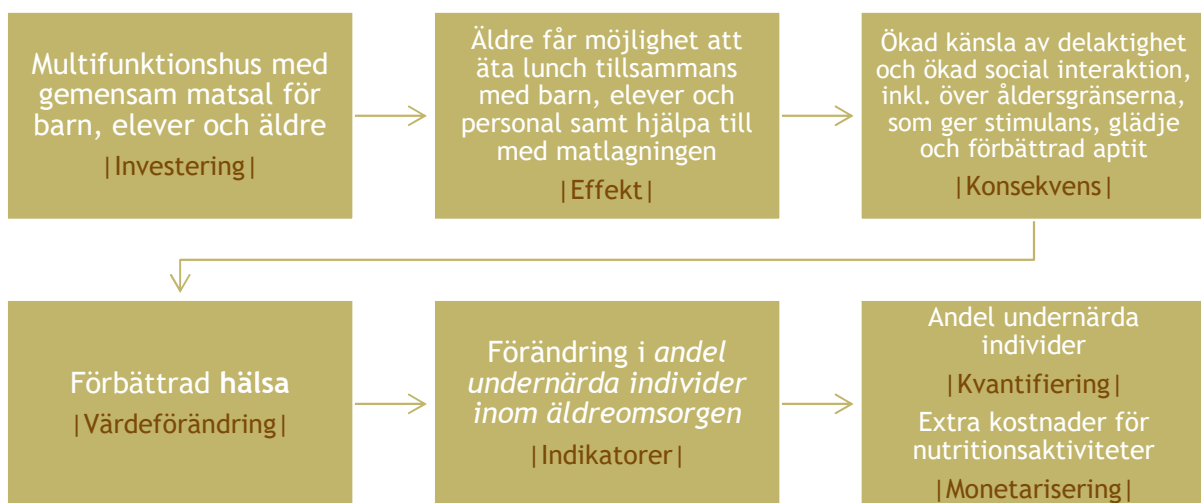 Multifunktionshus med
gemensam matsal för
barn, elever och äldre
|Investering|
Äldre får möjlighet att
äta lunch tillsammans
med barn, elever och
personal samt hjälpa till
med matlagningen
|Effekt|
Ökad känsla av delaktighet
och ökad social interaktion,
inkl. över åldersgränserna,
som ger stimulans, glädje
och förbättrad aptit
|Konsekvens|
Förbättrad hälsa
|Värdeförändring|
Förändring i andel
undernärda individer
inom äldreomsorgen
|Indikatorer|
Andel undernärda
individer
|Kvantifiering|
Extra kostnader för
nutritionsaktiviteter
|Monetarisering|